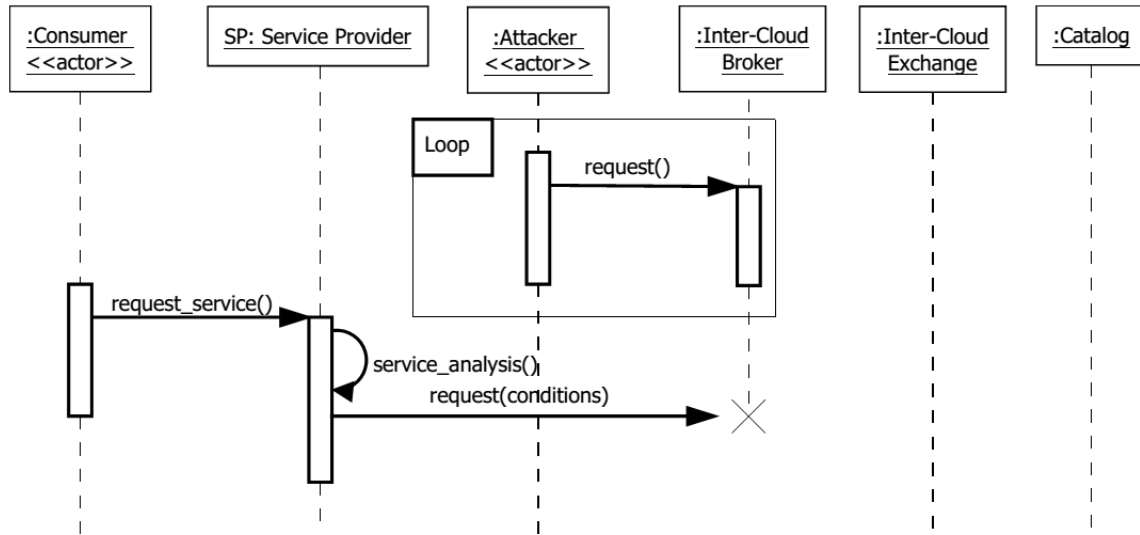 :Consumer
<<actor>>
SP: Service Provider
:Attacker
<<actor>>
:Inter-Cloud
Broker
:Inter-Cloud
Exchange
:Catalog
Loop
request()
request_service()
service_analysis()
request(conditions)